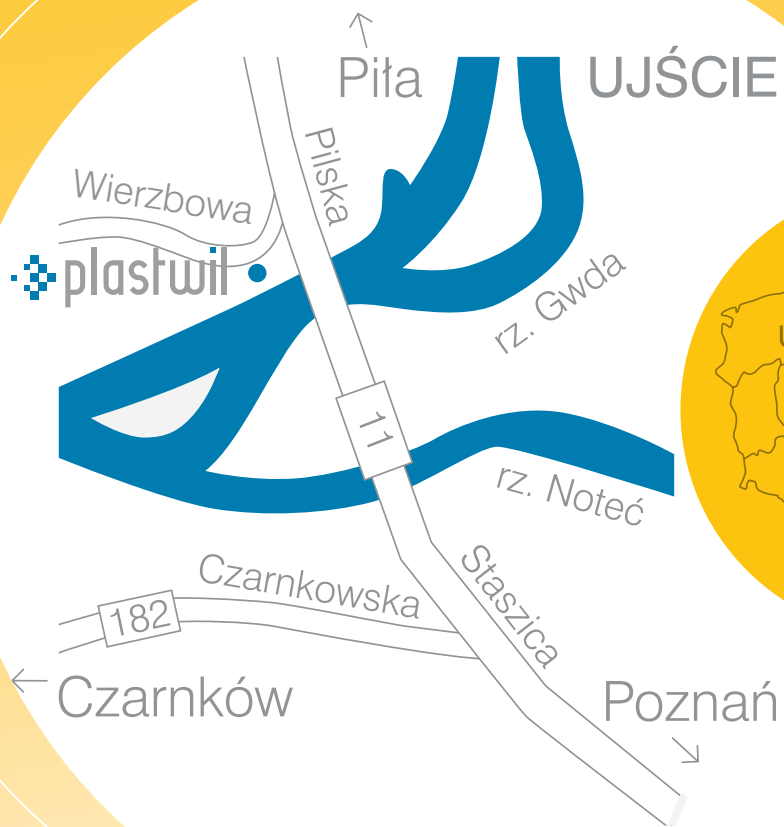 Piła
UJŚCIE
Pilska
Wierzbowa
plastwil
rz. Gwda
11
rz. Noteć
Staszica
Czarnkowska
182
Czarnków
Poznań